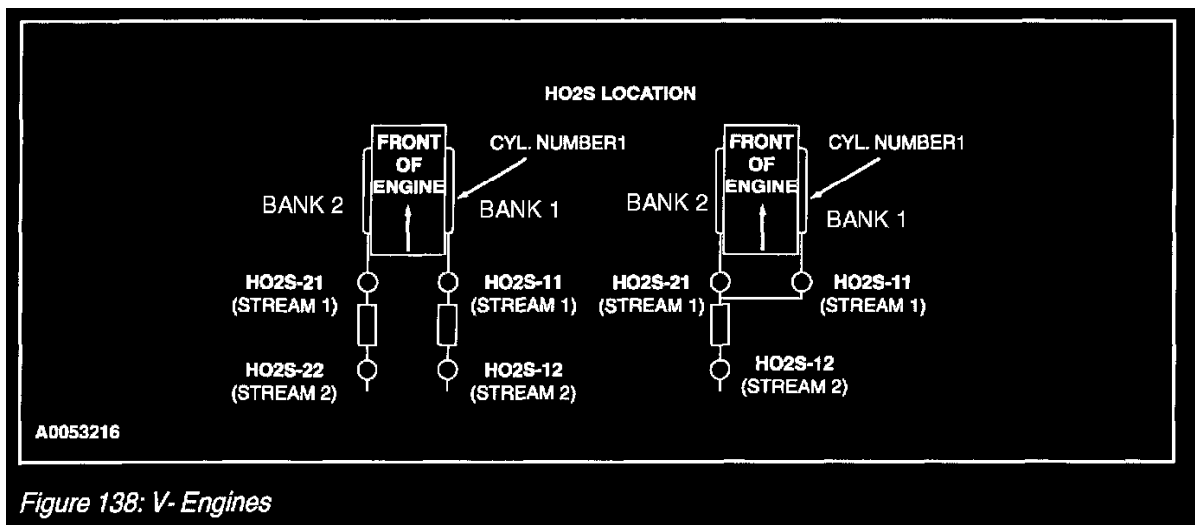 HO2S LOCATION
FRONT
OF
ENGINE
CYL. NUMBER1
BANK 2
BANK 1
HO2S-21
(STREAM 1)
HO2S-11
(STREAM 1)
HO2S-22
(STREAM 2)
HO2S-12
(STREAM 2)
FRONT
OF
ENGINE
CYL. NUMBER1
BANK 2
BANK 1
HO2S-21
(STREAM 1)
HO2S-11
(STREAM 1)
HO2S-12
(STREAM 2)
A0053216
Figure 138: V- Engines